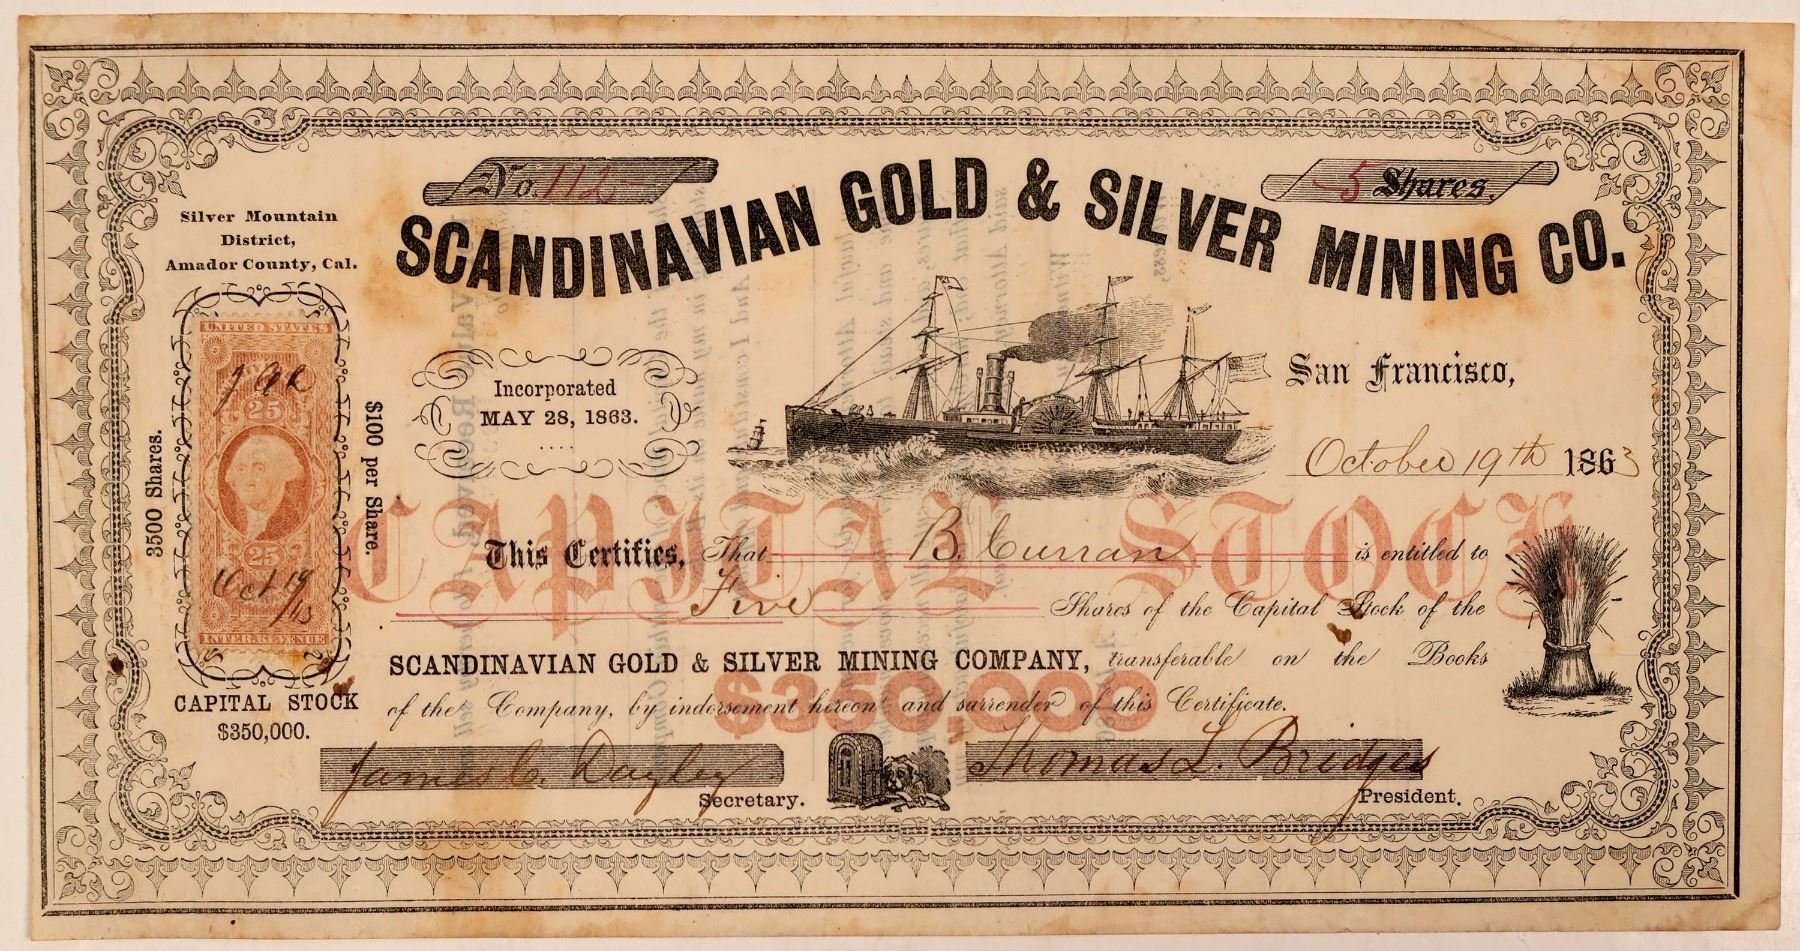 No. 112
5 Shares.
SCANDINAVIAN GOLD & SILVER MINING CO.
Silver Mountain
District,
Amador County, Cal.
UNITED STATES
25
25
Oct 19
INTER. REVENUE
3500 Shares.
$100 per Share.
CAPITAL STOCK
$350,000.
Incorporated
MAY 28, 1863.
San Francisco,
October 19th 1863
CAPITAL STOCK
This Certifies, That B. Curran is entitled to
Five Shares of the Capital Stock of the
SCANDINAVIAN GOLD & SILVER MINING COMPANY, transferable on the Books
$350,000
of the Company, by indorsement hereon and surrender of this Certificate.
James C. Dayley
Secretary.
Thomas L. Bridges
President.